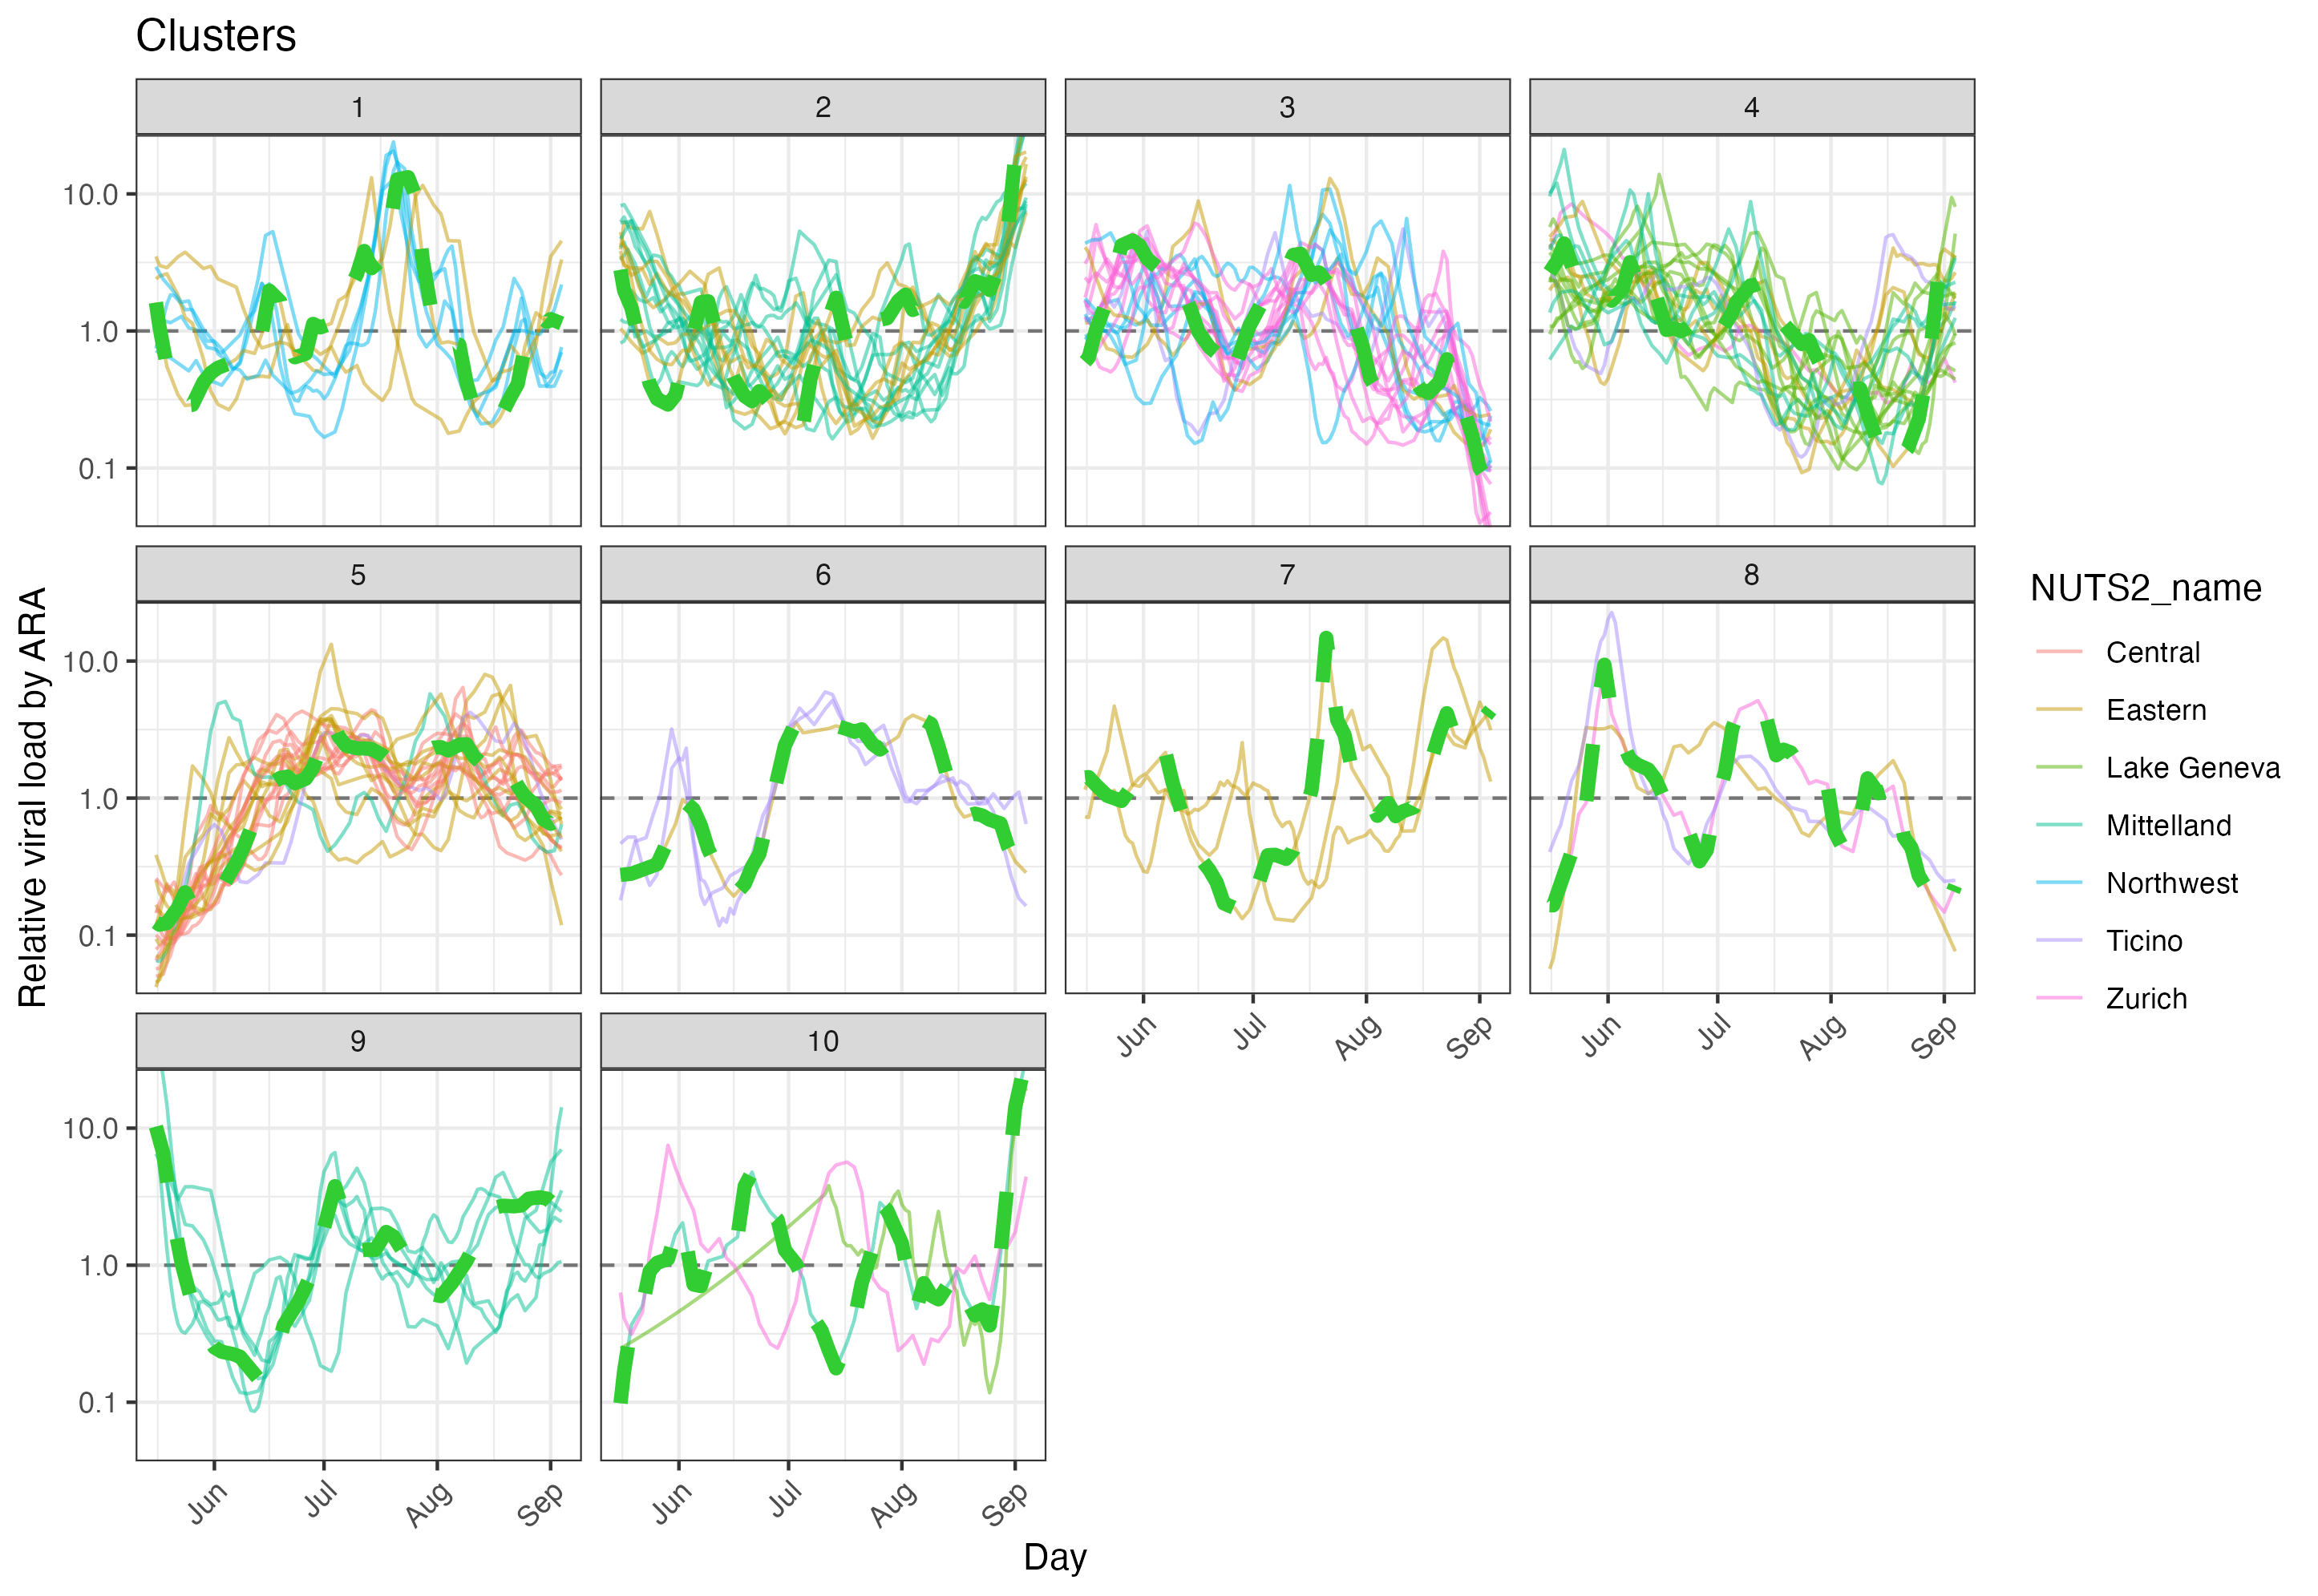 Clusters
1
2
3
4
10.0
1.0
0.1
5
6
7
8
10.0
1.0
0.1
Jun
Jul
Aug
Sep
Jun
Jul
Aug
Sep
9
10
10.0
1.0
0.1
Jun
Jul
Aug
Sep
Jun
Jul
Aug
Sep
Day
Relative viral load by ARA
NUTS2_name
Central
Eastern
Lake Geneva
Mittelland
Northwest
Ticino
Zurich